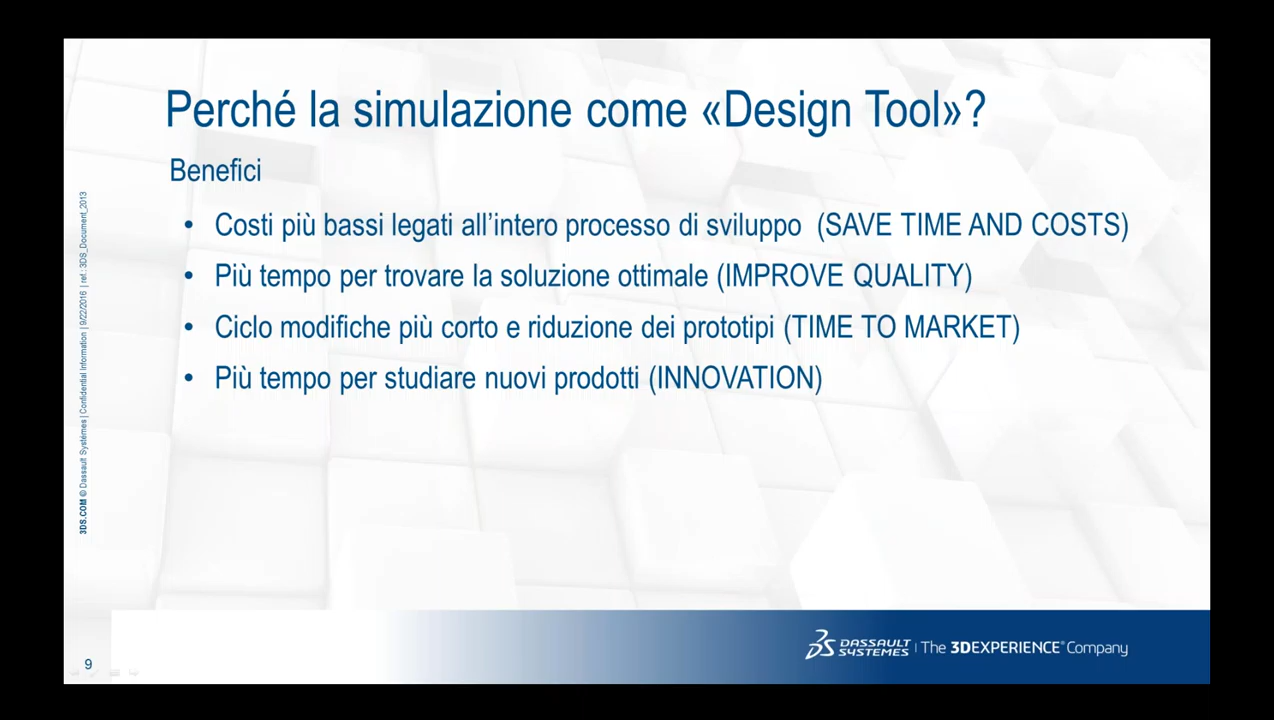 Perché la simulazione come «Design Tool»?
Benefici
• Costi più bassi legati all'intero processo di sviluppo (SAVE TIME AND COSTS)
• Più tempo per trovare la soluzione ottimale (IMPROVE QUALITY)
• Ciclo modifiche più corto e riduzione dei prototipi (TIME TO MARKET)
• Più tempo per studiare nuovi prodotti (INNOVATION)
3DS.COM © Dassault Systèmes | Confidential Information | 9/22/2016 | ref.: 3DS_Document_2013
9
DASSAULT SYSTEMES | The 3DEXPERIENCE® Company